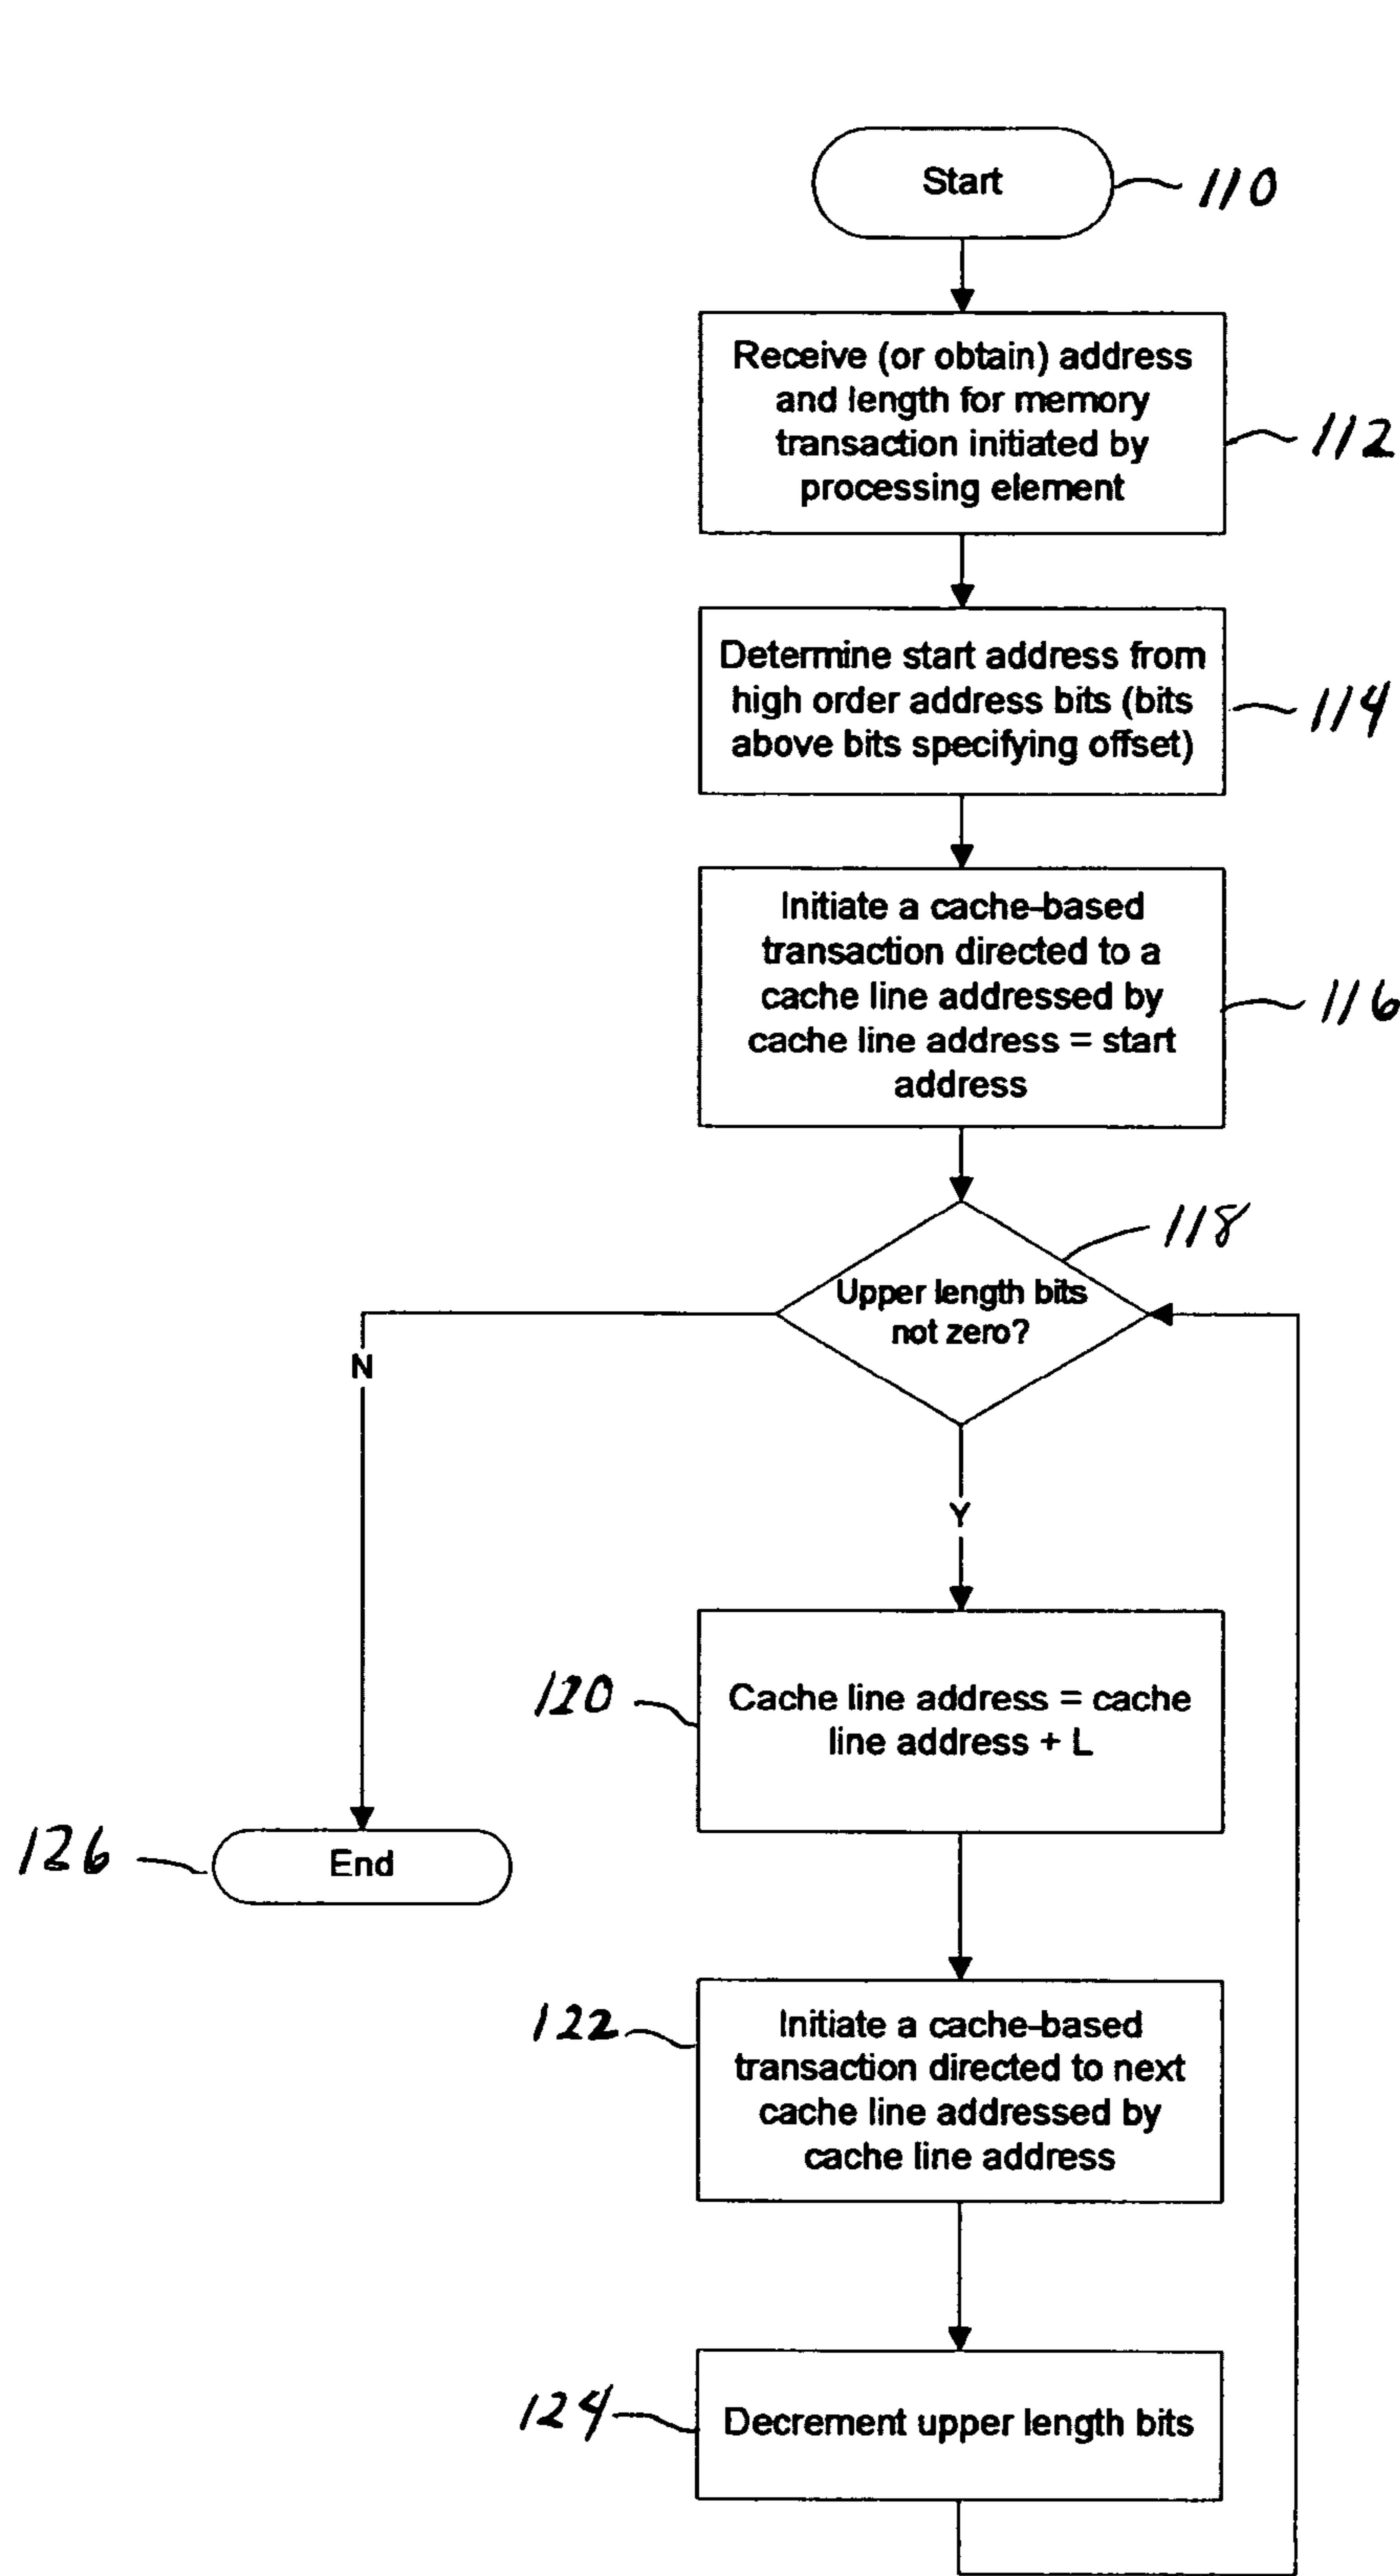 Start
110
Receive (or obtain) address
and length for memory
transaction initiated by
processing element
112
Determine start address from
high order address bits (bits
above bits specifying offset)
114
Initiate a cache-based
transaction directed to a
cache line addressed by
cache line address = start
address
116
118
Upper length bits
not zero?
N
Y
120
Cache line address = cache
line address + L
126
End
122
Initiate a cache-based
transaction directed to next
cache line addressed by
cache line address
124
Decrement upper length bits